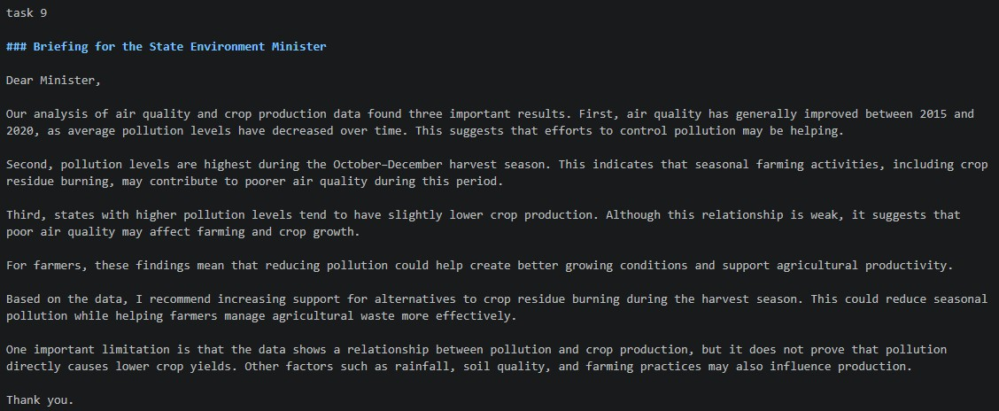 task 9
### Briefing for the State Environment Minister
Dear Minister,
Our analysis of air quality and crop production data found three important results. First, air quality has generally improved between 2015 and
2020, as average pollution levels have decreased over time. This suggests that efforts to control pollution may be helping.
Second, pollution levels are highest during the October–December harvest season. This indicates that seasonal farming activities, including crop
residue burning, may contribute to poorer air quality during this period.
Third, states with higher pollution levels tend to have slightly lower crop production. Although this relationship is weak, it suggests that
poor air quality may affect farming and crop growth.
For farmers, these findings mean that reducing pollution could help create better growing conditions and support agricultural productivity.
Based on the data, I recommend increasing support for alternatives to crop residue burning during the harvest season. This could reduce seasonal
pollution while helping farmers manage agricultural waste more effectively.
One important limitation is that the data shows a relationship between pollution and crop production, but it does not prove that pollution
directly causes lower crop yields. Other factors such as rainfall, soil quality, and farming practices may also influence production.
Thank you.